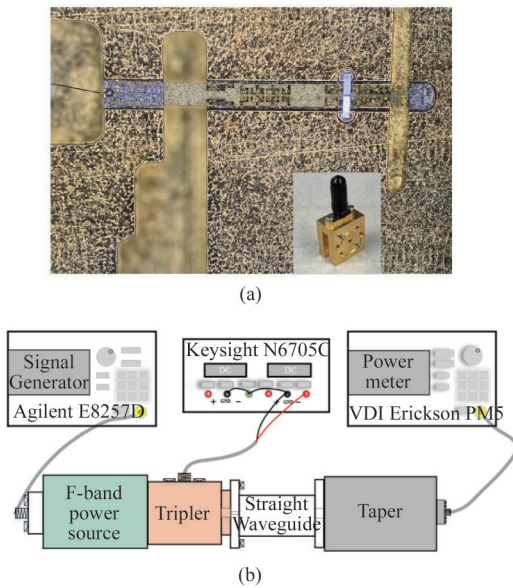 (a)
Signal
Generator
Agilent E8257D
Keysight N6705C
DC DC
+ − + −
Power
meter
VDI Erickson PM5
F-band
power
source
Tripler
Straight
Waveguide
Taper
(b)